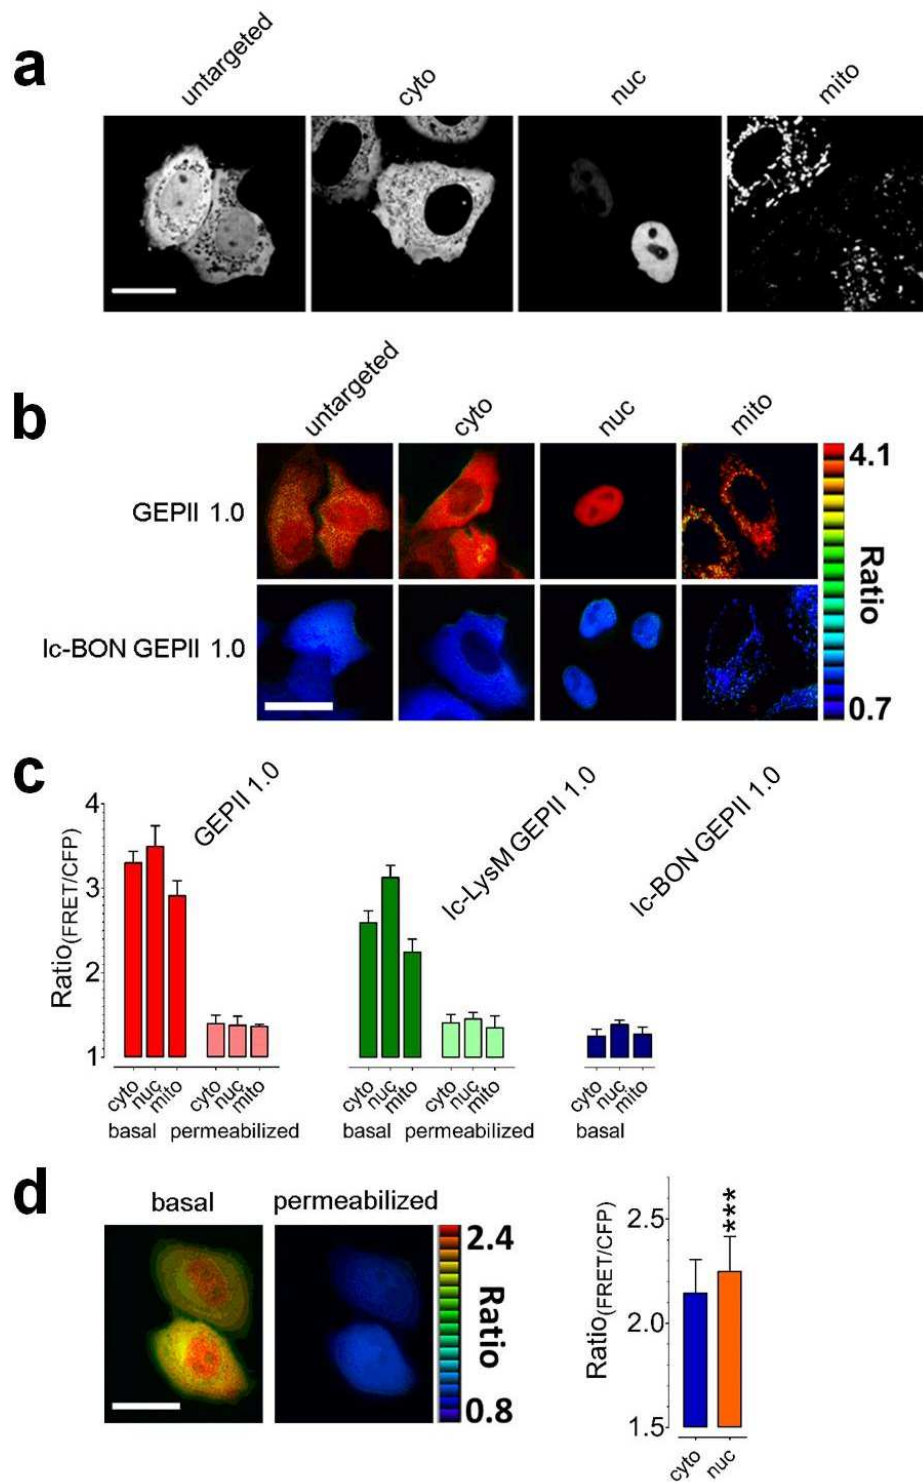 a
untargeted
cyto
nuc
mito
b
untargeted
cyto
nuc
mito
GEPII 1.0
lc-BON GEPII 1.0
4.1
Ratio
0.7
c
GEPII 1.0
lc-LysM GEPII 1.0
lc-BON GEPII 1.0
Ratio(FRET/CFP)
4
3
2
1
cyto nuc mito cyto nuc mito
basal permeabilized
cyto nuc mito cyto nuc mito
basal permeabilized
cyto nuc mito
basal
d
basal
permeabilized
2.4
Ratio
0.8
Ratio(FRET/CFP)
2.5
2.0
1.5
***
cyto nuc